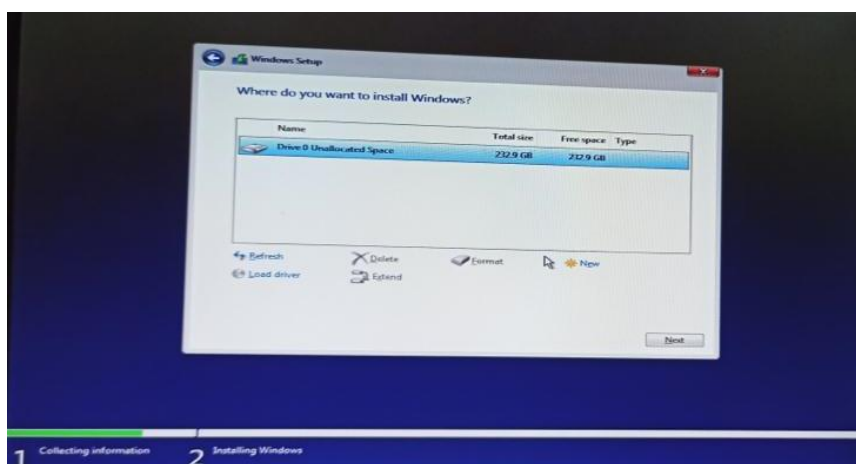 Windows Setup
Where do you want to install Windows?
Name Total size Free space Type
Drive 0 Unallocated Space 232.9 GB 232.9 GB
Refresh Delete Format New
Load driver Extend
Next
1 Collecting information 2 Installing Windows